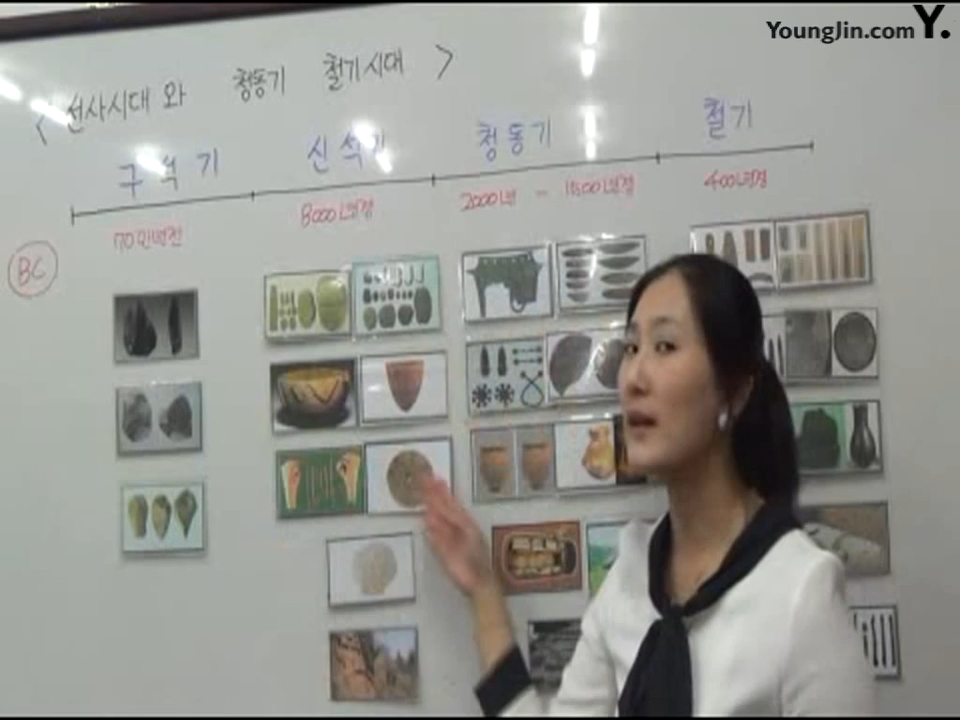 YoungJin.com Y.
< 선사시대 와 청동기 철기시대 >
구석기 신석기 청동기 철기
70만년전 8000년경 2000년 - 1500년경 400년경
BC